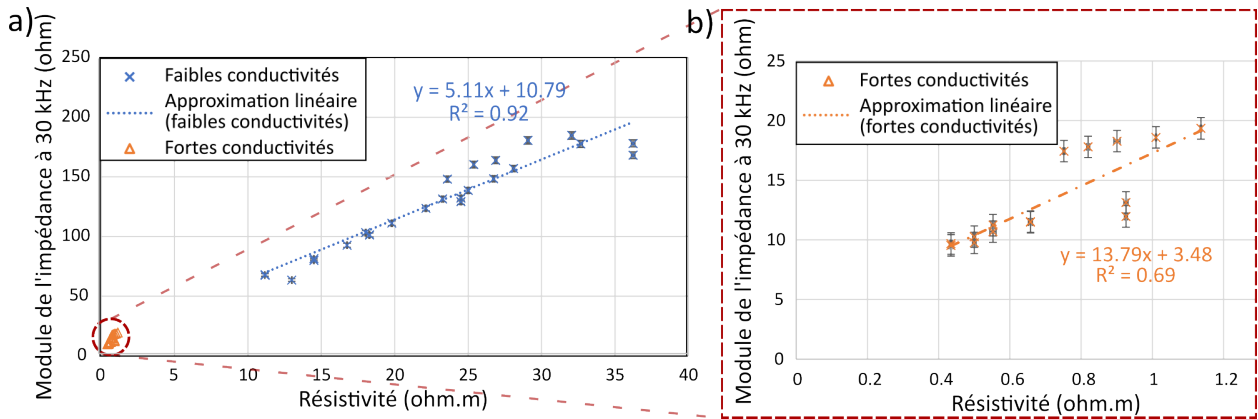 a)
Module de l'impédance à 30 kHz (ohm)
250
200
150
100
50
0
Faibles conductivités
Approximation linéaire
(faibles conductivités)
Fortes conductivités
y = 5.11x + 10.79
R² = 0.92
0 5 10 15 20 25 30 35 40
Résistivité (ohm.m)
b)
Module de l'impédance à 30 kHz (ohm)
25
20
15
10
5
0
Fortes conductivités
Approximation linéaire
(fortes conductivités)
y = 13.79x + 3.48
R² = 0.69
0 0.2 0.4 0.6 0.8 1 1.2
Résistivité (ohm.m)